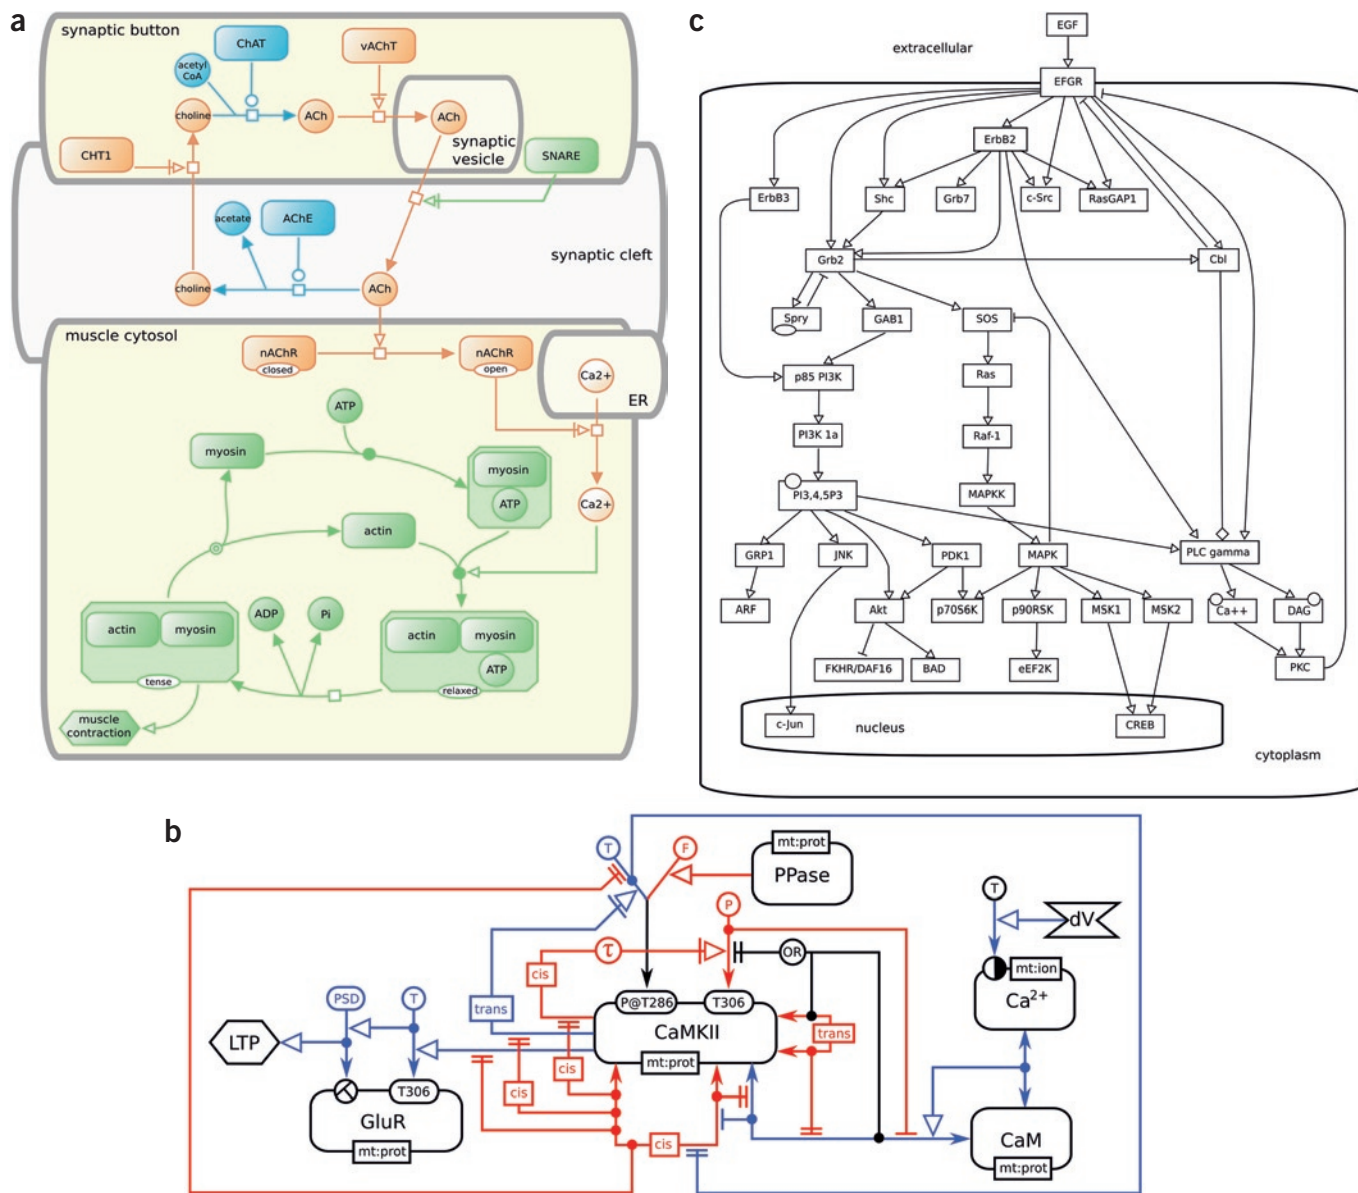 a
synaptic button
ChAT
vAChT
acetyl
CoA
choline
ACh
ACh
synaptic
vesicle
CHT1
SNARE
acetate
AChE
synaptic cleft
choline
ACh
muscle cytosol
nAChR
closed
nAChR
open
Ca2+
ER
ATP
myosin
myosin
ATP
Ca2+
actin
ADP
Pi
actin
myosin
tense
actin
myosin
ATP
relaxed
muscle
contraction
c
EGF
extracellular
EFGR
ErbB2
ErbB3
Shc
Grb7
c-Src
RasGAP1
Grb2
Cbl
Spry
GAB1
SOS
p85 PI3K
Ras
PI3K 1a
Raf-1
PI3,4,5P3
MAPKK
GRP1
JNK
PDK1
MAPK
PLC gamma
ARF
Akt
p70S6K
p90RSK
MSK1
MSK2
Ca++
DAG
FKHR/DAF16
BAD
eEF2K
PKC
c-Jun
nucleus
CREB
cytoplasm
b
T
F
mt:prot
PPase
P
T
dV
τ
OR
cis
mt:ion
Ca2+
PSD
T
trans
P@T286
T306
CaMKII
trans
LTP
cis
mt:prot
cis
T306
GluR
mt:prot
cis
CaM
mt:prot